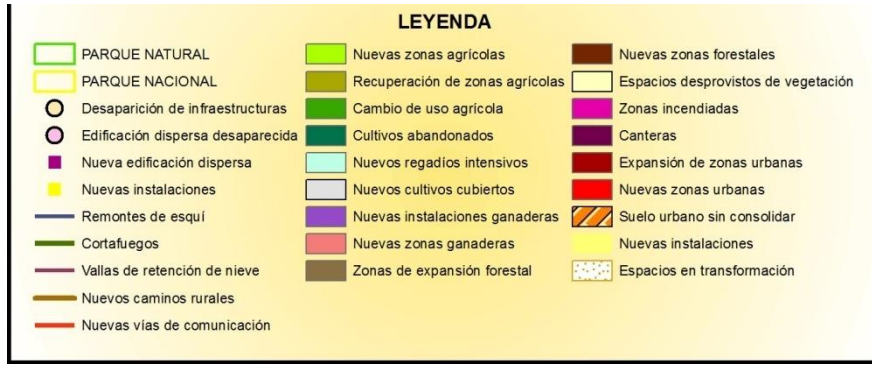 LEYENDA
PARQUE NATURAL
PARQUE NACIONAL
Desaparición de infraestructuras
Edificación dispersa desaparecida
Nueva edificación dispersa
Nuevas instalaciones
Remontes de esquí
Cortafuegos
Vallas de retención de nieve
Nuevos caminos rurales
Nuevas vías de comunicación
Nuevas zonas agrícolas
Recuperación de zonas agrícolas
Cambio de uso agrícola
Cultivos abandonados
Nuevos regadíos intensivos
Nuevos cultivos cubiertos
Nuevas instalaciones ganaderas
Nuevas zonas ganaderas
Zonas de expansión forestal
Nuevas zonas forestales
Espacios desprovistos de vegetación
Zonas incendiadas
Canteras
Expansión de zonas urbanas
Nuevas zonas urbanas
Suelo urbano sin consolidar
Nuevas instalaciones
Espacios en transformación